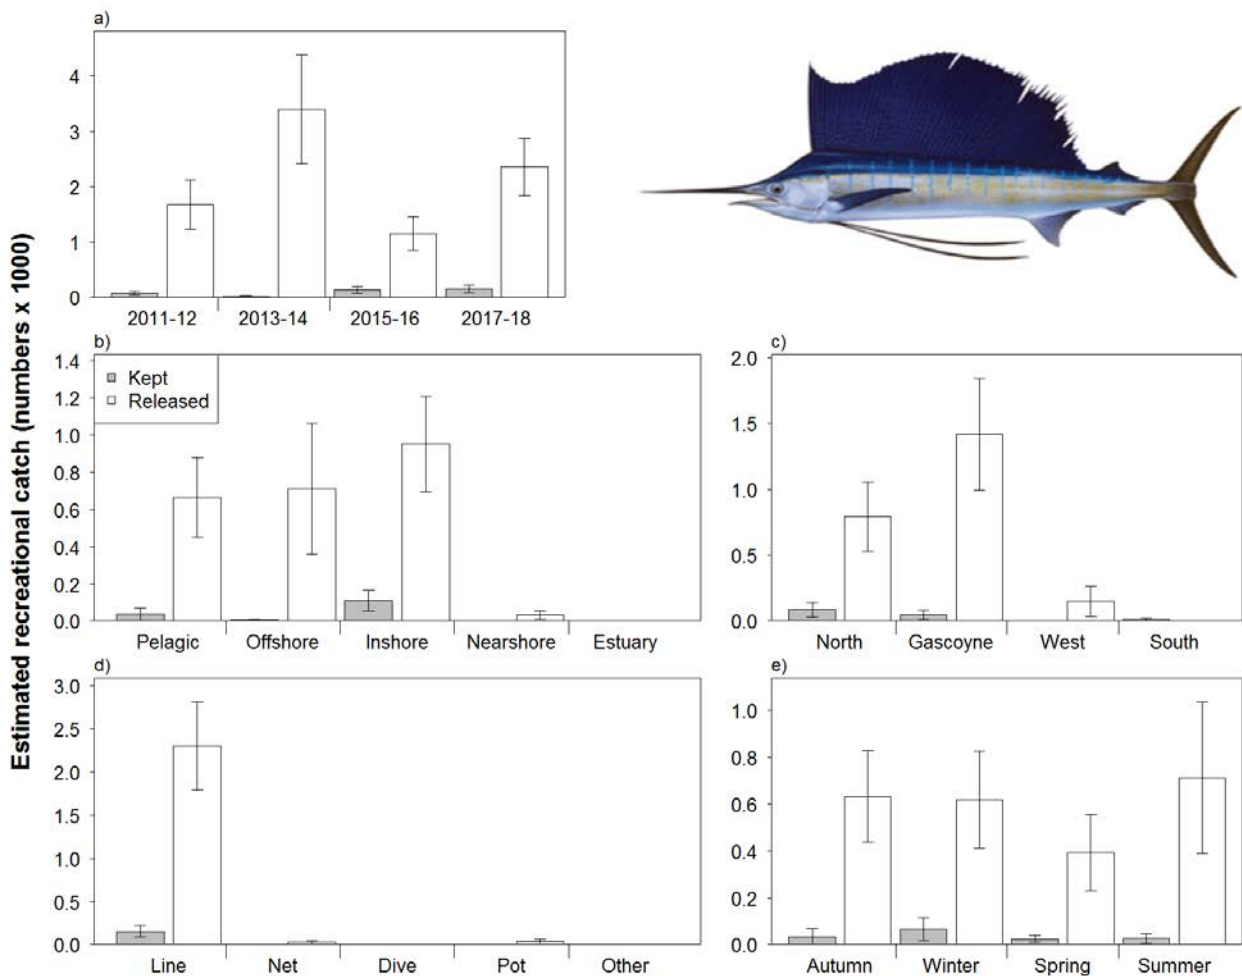 a)
4
3
2
1
0
2011-12 2013-14 2015-16 2017-18
Estimated recreational catch (numbers x 1000)
b)
1.4
1.2
1.0
0.8
0.6
0.4
0.2
0.0
Kept
Released
Pelagic Offshore Inshore Nearshore Estuary
c)
2.0
1.5
1.0
0.5
0.0
North Gascoyne West South
d)
3.0
2.5
2.0
1.5
1.0
0.5
0.0
Line Net Dive Pot Other
e)
1.0
0.8
0.6
0.4
0.2
0.0
Autumn Winter Spring Summer